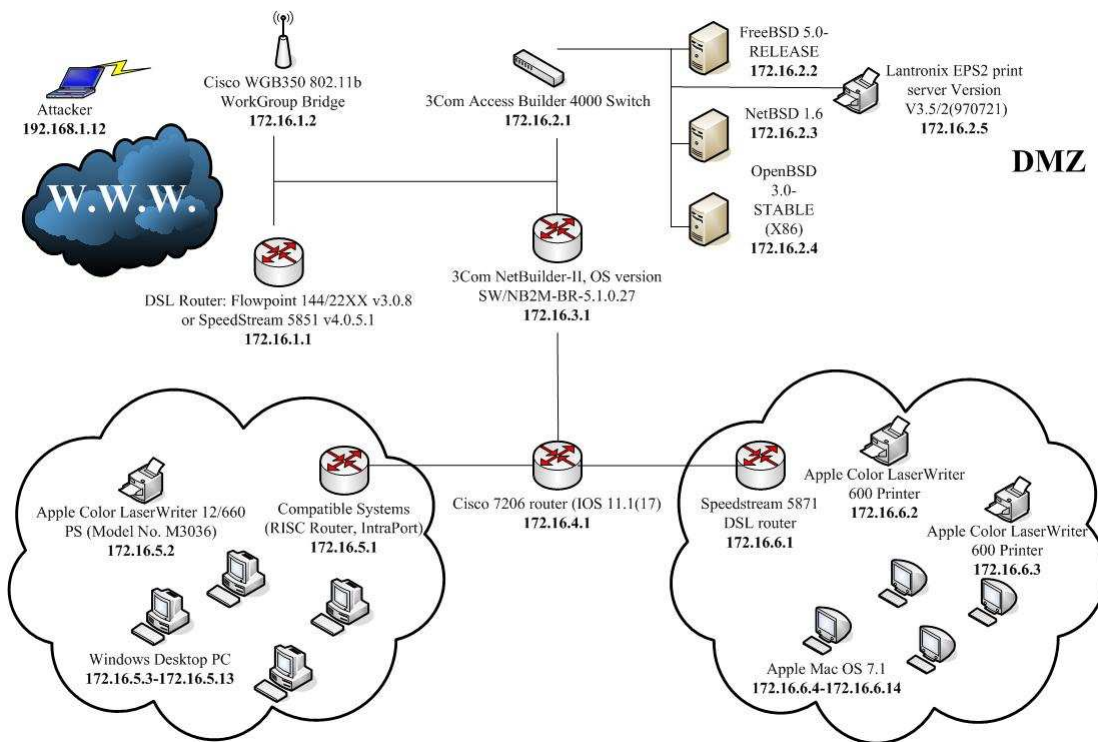 Attacker
192.168.1.12
W.W.W.
Cisco WGB350 802.11b
WorkGroup Bridge
172.16.1.2
3Com Access Builder 4000 Switch
172.16.2.1
FreeBSD 5.0-
RELEASE
172.16.2.2
NetBSD 1.6
172.16.2.3
OpenBSD
3.0-
STABLE
(X86)
172.16.2.4
Lantronix EPS2 print
server Version
V3.5/2(970721)
172.16.2.5
DMZ
DSL Router: Flowpoint 144/22XX v3.0.8
or SpeedStream 5851 v4.0.5.1
172.16.1.1
3Com NetBuilder-II, OS version
SW/NB2M-BR-5.1.0.27
172.16.3.1
Apple Color LaserWriter 12/660
PS (Model No. M3036)
172.16.5.2
Compatible Systems
(RISC Router, IntraPort)
172.16.5.1
Cisco 7206 router (IOS 11.1(17)
172.16.4.1
Speedstream 5871
DSL router
172.16.6.1
Apple Color LaserWriter
600 Printer
172.16.6.2
Apple Color LaserWriter
600 Printer
172.16.6.3
Windows Desktop PC
172.16.5.3-172.16.5.13
Apple Mac OS 7.1
172.16.6.4-172.16.6.14